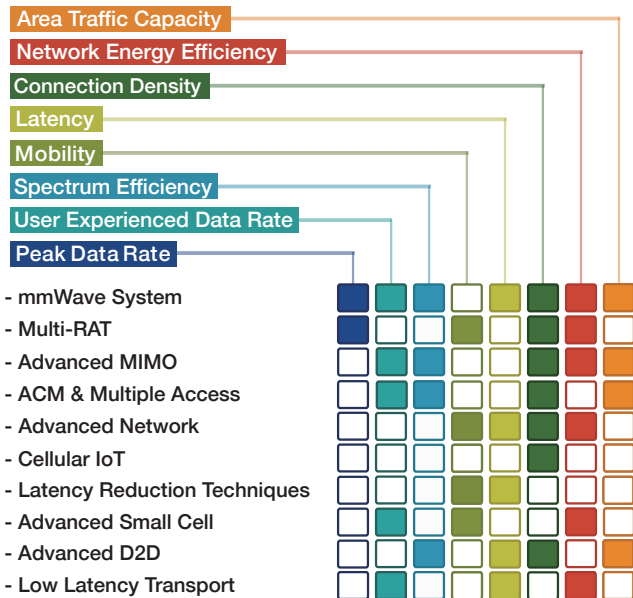 Area Traffic Capacity
Network Energy Efficiency
Connection Density
Latency
Mobility
Spectrum Efficiency
User Experienced Data Rate
Peak Data Rate
- mmWave System
- Multi-RAT
- Advanced MIMO
- ACM & Multiple Access
- Advanced Network
- Cellular IoT
- Latency Reduction Techniques
- Advanced Small Cell
- Advanced D2D
- Low Latency Transport